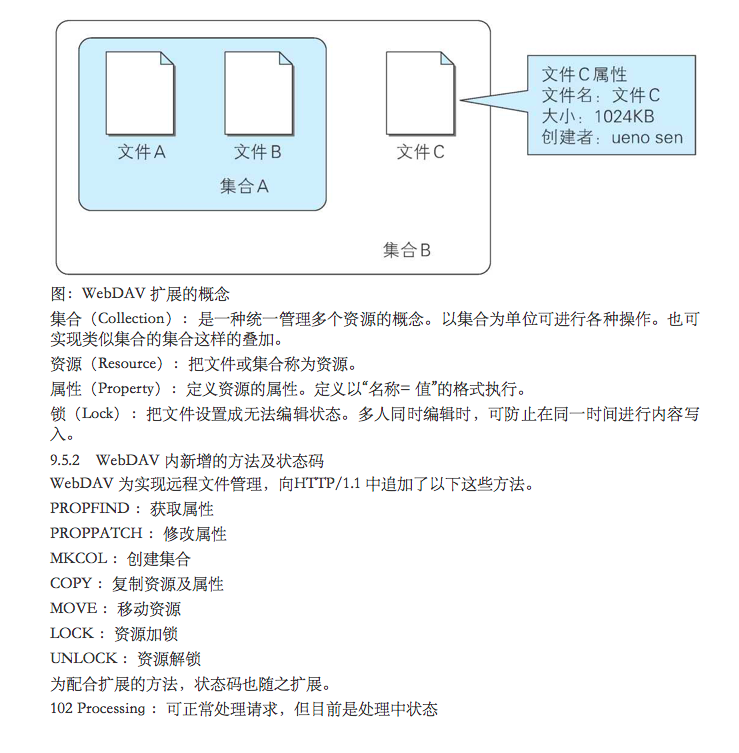 文件A
文件B
文件C
集合A
集合B
文件C属性
文件名：文件C
大小：1024KB
创建者：ueno sen
图：WebDAV 扩展的概念
集合（Collection）：是一种统一管理多个资源的概念。以集合为单位可进行各种操作。也可
实现类似集合的集合这样的叠加。
资源（Resource）：把文件或集合称为资源。
属性（Property）：定义资源的属性。定义以“名称= 值”的格式执行。
锁（Lock）：把文件设置成无法编辑状态。多人同时编辑时，可防止在同一时间进行内容写
入。
9.5.2 WebDAV 内新增的方法及状态码
WebDAV 为实现远程文件管理，向HTTP/1.1 中追加了以下这些方法。
PROPFIND ：获取属性
PROPPATCH ：修改属性
MKCOL ：创建集合
COPY ：复制资源及属性
MOVE ：移动资源
LOCK ：资源加锁
UNLOCK ：资源解锁
为配合扩展的方法，状态码也随之扩展。
102 Processing ：可正常处理请求，但目前是处理中状态